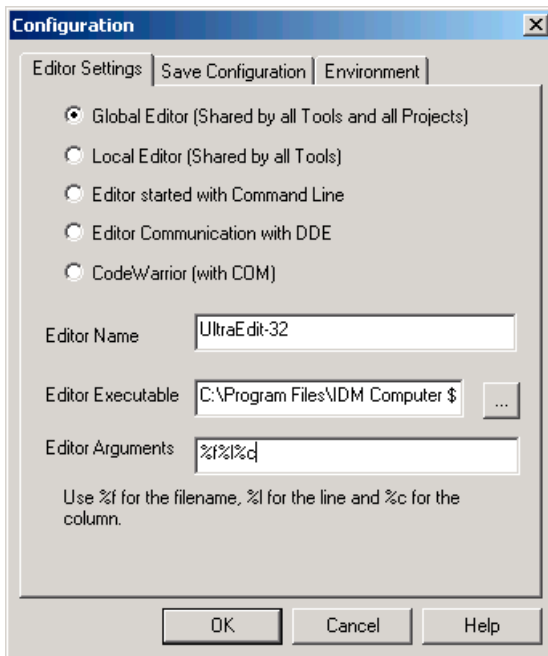 Configuration
Editor Settings
Save Configuration
Environment
Global Editor (Shared by all Tools and all Projects)
Local Editor (Shared by all Tools)
Editor started with Command Line
Editor Communication with DDE
CodeWarrior (with COM)
Editor Name
UltraEdit-32
Editor Executable
C:\Program Files\IDM Computer $
...
Editor Arguments
%f%l%c
Use %f for the filename, %l for the line and %c for the
column.
OK
Cancel
Help